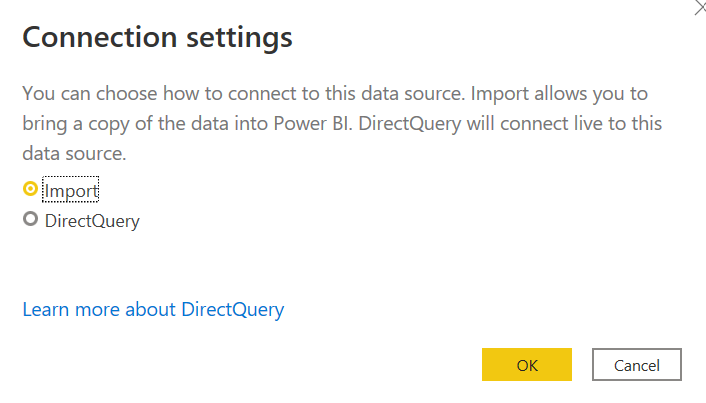 Connection settings
You can choose how to connect to this data source. Import allows you to
bring a copy of the data into Power BI. DirectQuery will connect live to this
data source.
Import
DirectQuery
Learn more about DirectQuery
OK
Cancel